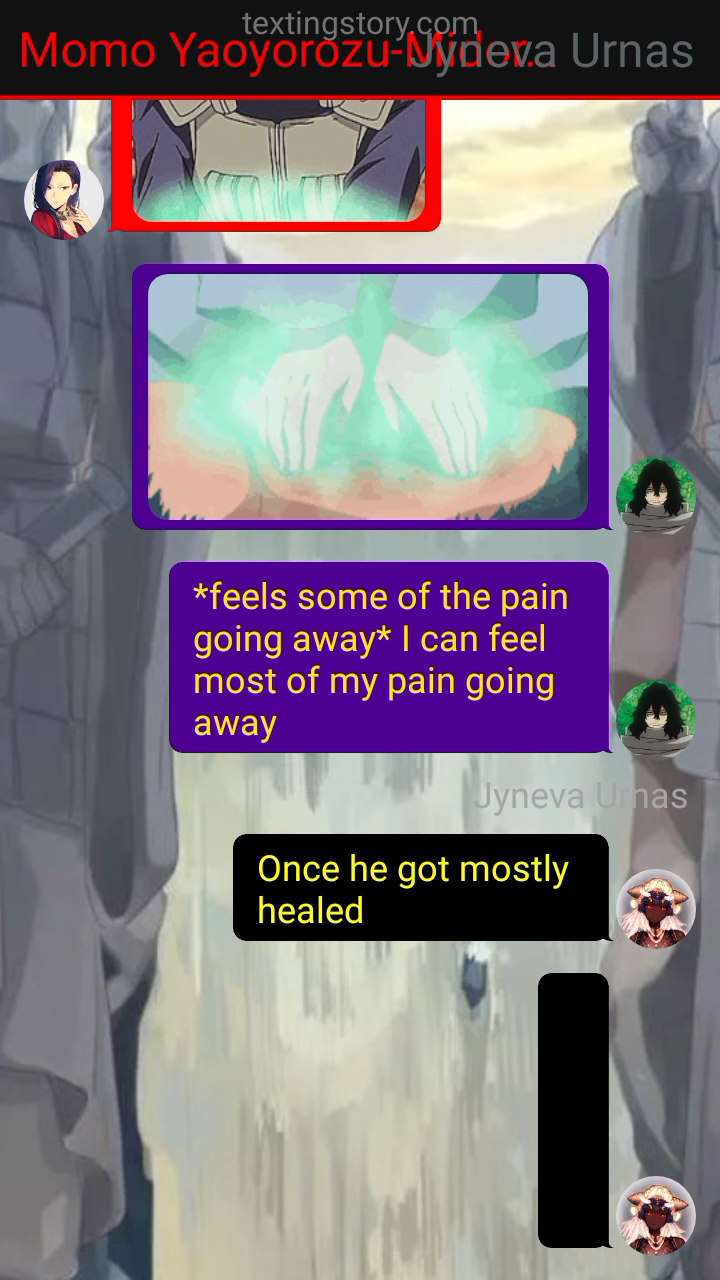 textingstory.com
Momo Yaoyorozu-
Jyneva Urnas
*feels some of the pain
going away* I can feel
most of my pain going
away
Jyneva Urnas
Once he got mostly
healed